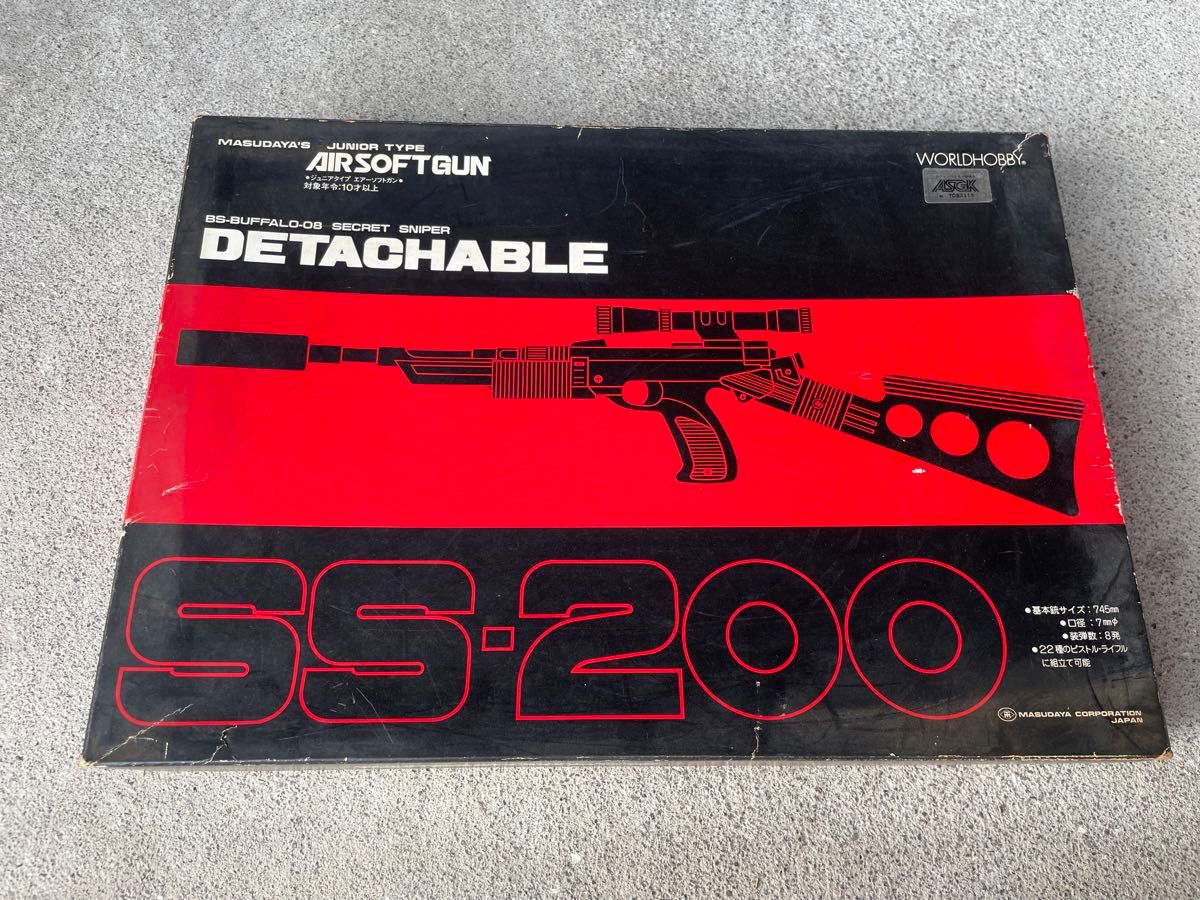 MASUDAYA'S JUNIOR TYPE
AIRSOFTGUN
•ジュニアタイプ エアーソフトガン•
対象年令:10才以上
WORLDHOBBY
ASGK
BS-BUFFALO-08 SECRET SNIPER
DETACHABLE
SS-200
•基本銃サイズ:745mm
•口径:7mmφ
•装弾数:8発
•22種のピストル・ライフル
に組立て可能
MASUDAYA CORPORATION
JAPAN